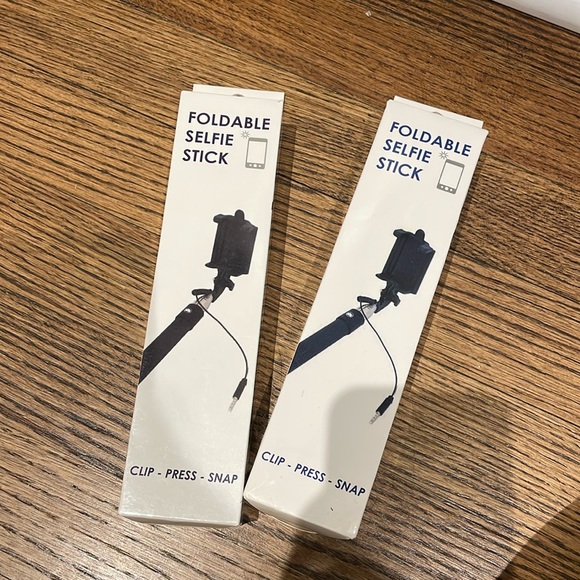 FOLDABLE
SELFIE
STICK
CLIP - PRESS - SNAP
FOLDABLE
SELFIE
STICK
CLIP - PRESS - SNAP